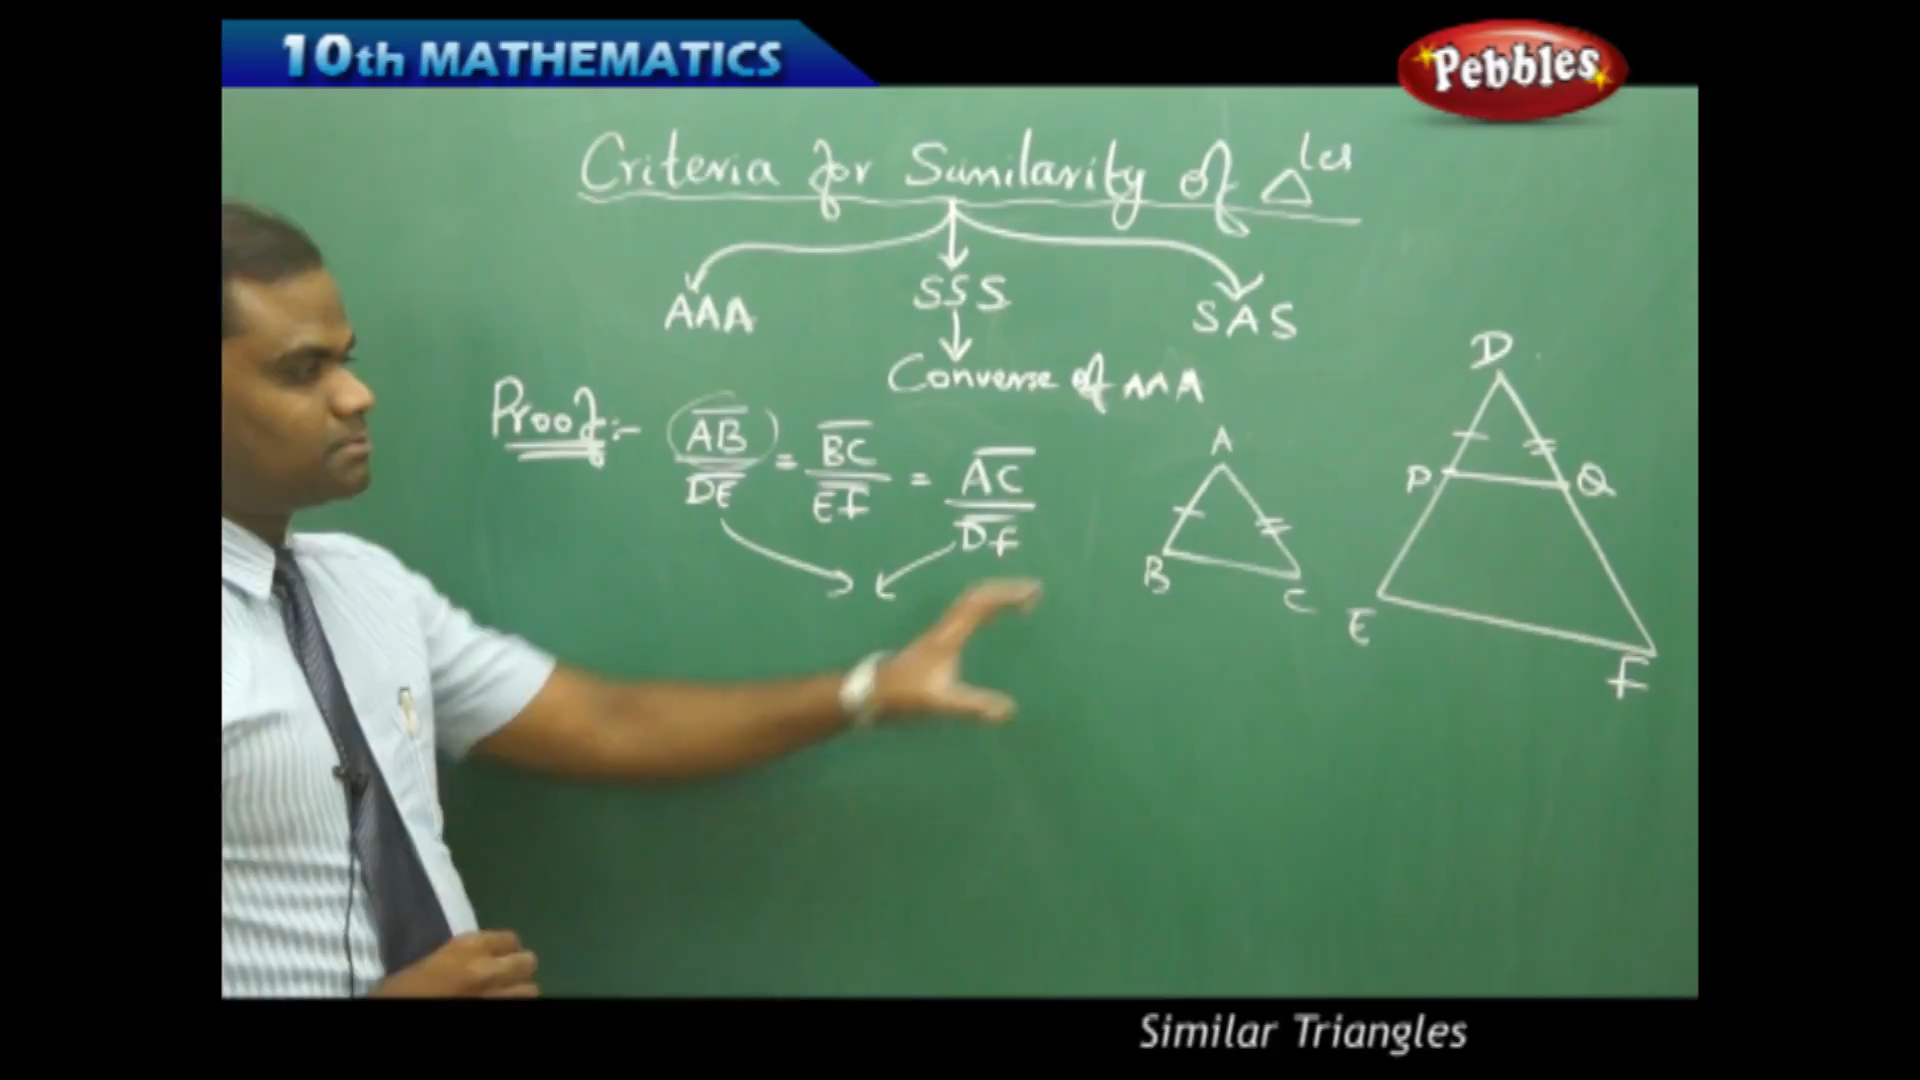 10th MATHEMATICS
Pebbles
Criteria for Similarity of Δles
AAA SSS SAS
Converse of AAA
Proof:- AB/DE = BC/EF = AC/DF
D
A
P Q
B C
E
F
Similar Triangles